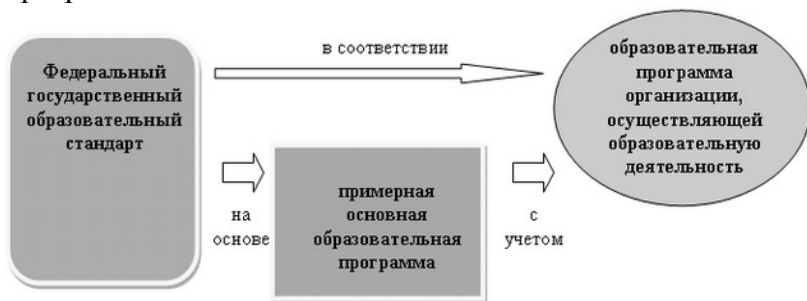 Федеральный
государственный
образовательный
стандарт
в соответствии
образовательная
программа
организации,
осуществляющей
образовательную
деятельность
на
основе
примерная
основная
образовательная
программа
с
учетом